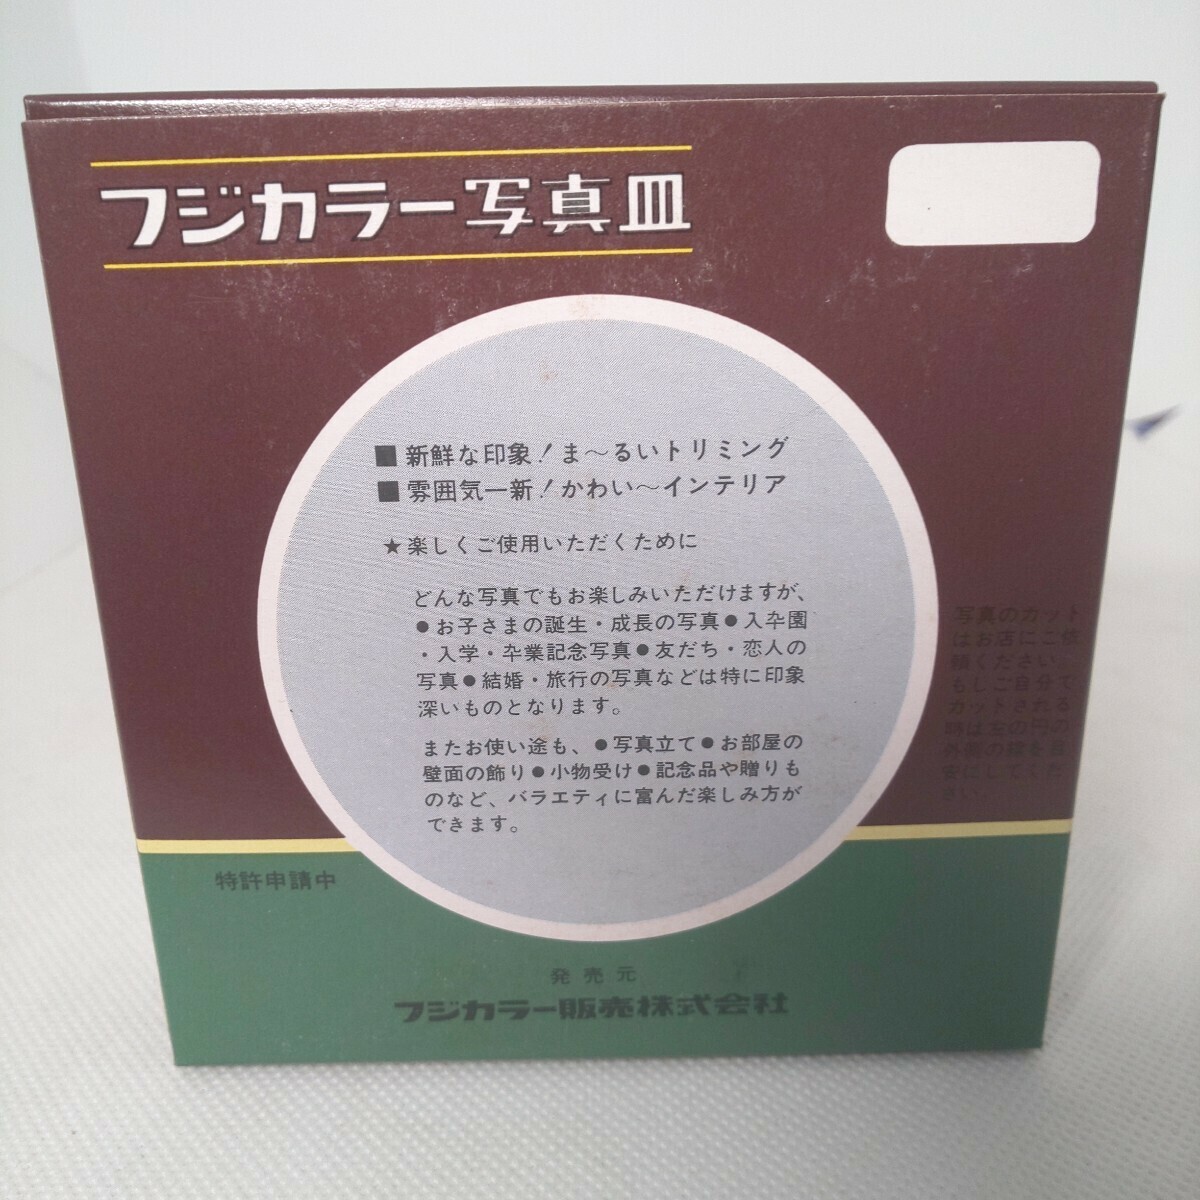 フジカラー写真皿
■ 新鮮な印象！ま〜るいトリミング
■ 雰囲気一新！かわい〜インテリア
★楽しくご使用いただくために
どんな写真でもお楽しみいただけますが、
●お子さまの誕生・成長の写真●入卒園
・入学・卒業記念写真●友だち・恋人の
写真●結婚・旅行の写真などは特に印象
深いものとなります。
またお使い途も、●写真立て●お部屋の
壁面の飾り●小物受け●記念品や贈りも
のなど、バラエティに富んだ楽しみ方が
できます。
写真のカット
はお店にご依
頼ください。
もしご自分で
カットされる
時は左の円の
外側の線を目
安にしてくだ
さい。
特許申請中
発売元
フジカラー販売株式会社